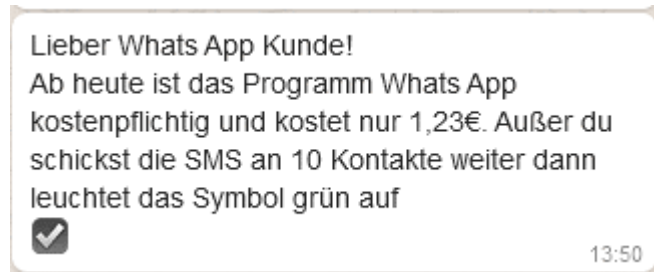 Lieber Whats App Kunde!
Ab heute ist das Programm Whats App
kostenpflichtig und kostet nur 1,23€. Außer du
schickst die SMS an 10 Kontakte weiter dann
leuchtet das Symbol grün auf
13:50